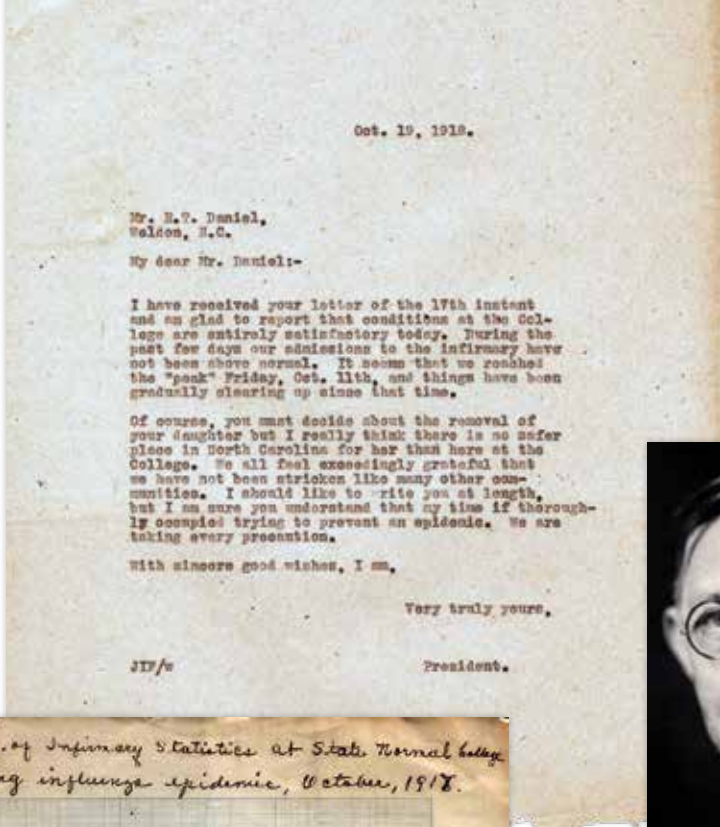 Oct. 19, 1918.
Mr. E.T. Daniel,
Weldon, N.C.
My dear Mr. Daniel:-
I have received your letter of the 17th instant
and am glad to report that conditions at the Col-
lege are entirely satisfactory today. During the
past few days our admissions to the infirmary have
not been above normal. It seems that we reached
the "peak" Friday, Oct. 11th, and things have been
gradually clearing up since that time.
Of course, you must decide about the removal of
your daughter but I really think there is no safer
place in North Carolina for her than here at the
College. We all feel exceedingly grateful that
we have not been stricken like many other com-
munities. I should like to write you at length,
but I am sure you understand that my time if thorough-
ly occupied trying to prevent an epidemic. We are
taking every precaution.
With sincere good wishes, I am,
Very truly yours,
JIF/w President.
. of Infirmary Statistics at State Normal College
ng influenza epidemic, October, 1918.